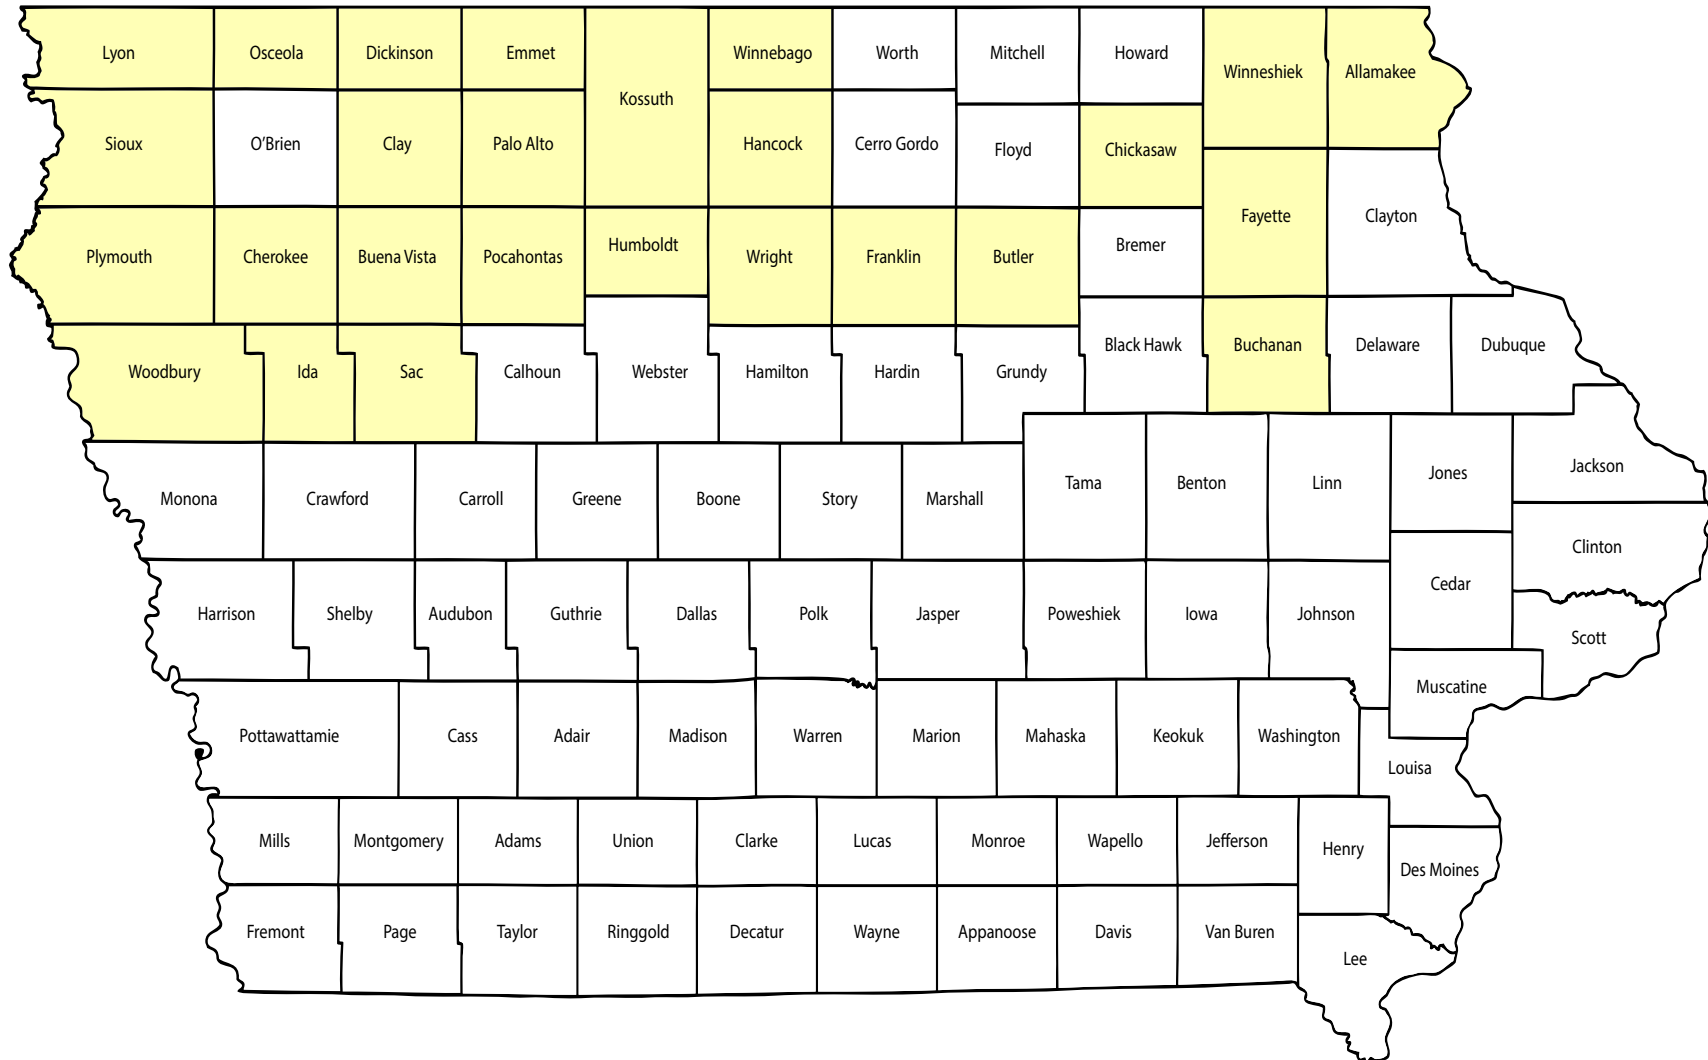 Lyon
Osceola
Dickinson
Emmet
Kossuth
Winnebago
Worth
Mitchell
Howard
Winneshiek
Allamakee
Sioux
O'Brien
Clay
Palo Alto
Hancock
Cerro Gordo
Floyd
Chickasaw
Plymouth
Cherokee
Buena Vista
Pocahontas
Humboldt
Wright
Franklin
Butler
Bremer
Fayette
Clayton
Woodbury
Ida
Sac
Calhoun
Webster
Hamilton
Hardin
Grundy
Black Hawk
Buchanan
Delaware
Dubuque
Monona
Crawford
Carroll
Greene
Boone
Story
Marshall
Tama
Benton
Linn
Jones
Jackson
Clinton
Harrison
Shelby
Audubon
Guthrie
Dallas
Polk
Jasper
Poweshiek
Iowa
Johnson
Cedar
Scott
Muscatine
Pottawattamie
Cass
Adair
Madison
Warren
Marion
Mahaska
Keokuk
Washington
Louisa
Mills
Montgomery
Adams
Union
Clarke
Lucas
Monroe
Wapello
Jefferson
Henry
Des Moines
Fremont
Page
Taylor
Ringgold
Decatur
Wayne
Appanoose
Davis
Van Buren
Lee